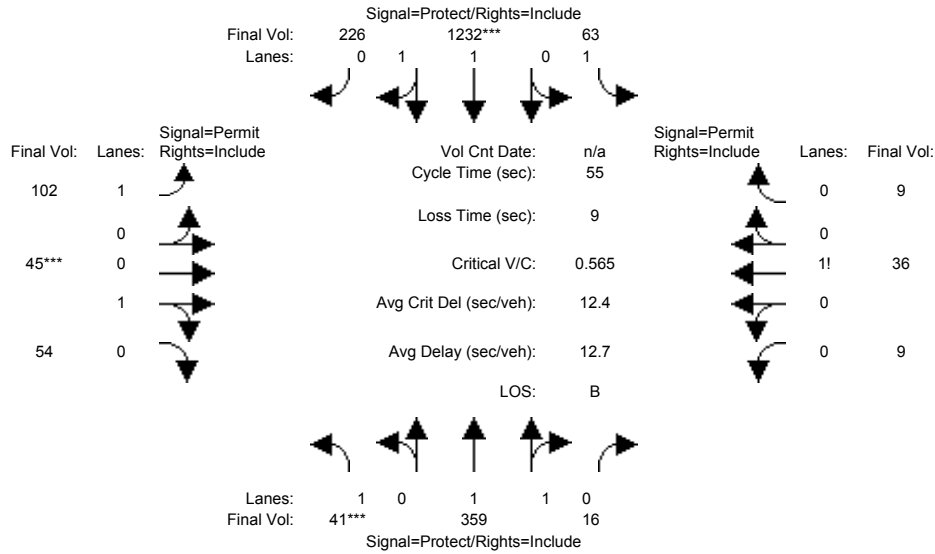 Signal=Protect/Rights=Include
Final Vol: 226 1232*** 63
Lanes: 0 1 1 0 1
Signal=Permit
Final Vol: Lanes: Rights=Include
Vol Cnt Date: n/a
Signal=Permit
Rights=Include Lanes: Final Vol:
Cycle Time (sec): 55
102 1
0 9
Loss Time (sec): 9
0
0
45*** 0
Critical V/C: 0.565
1! 36
1
Avg Crit Del (sec/veh): 12.4
0
54 0
Avg Delay (sec/veh): 12.7
0 9
LOS: B
Lanes: 1 0 1 1 0
Final Vol: 41*** 359 16
Signal=Protect/Rights=Include